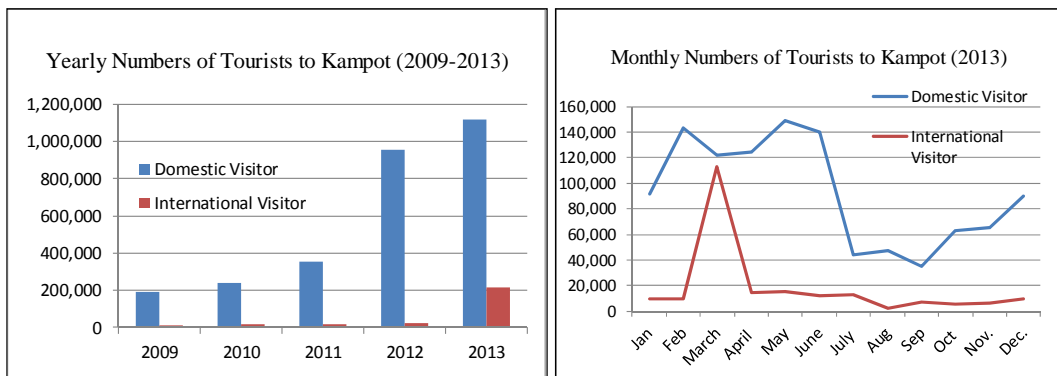 Yearly Numbers of Tourists to Kampot (2009-2013)
1,200,000
1,000,000
800,000
600,000
400,000
200,000
0
Domestic Visitor
International Visitor
2009 2010 2011 2012 2013
Monthly Numbers of Tourists to Kampot (2013)
160,000
140,000
120,000
100,000
80,000
60,000
40,000
20,000
0
Domestic Visitor
International
Visitor
Jan Feb March April May June July Aug Sep Oct Nov. Dec.